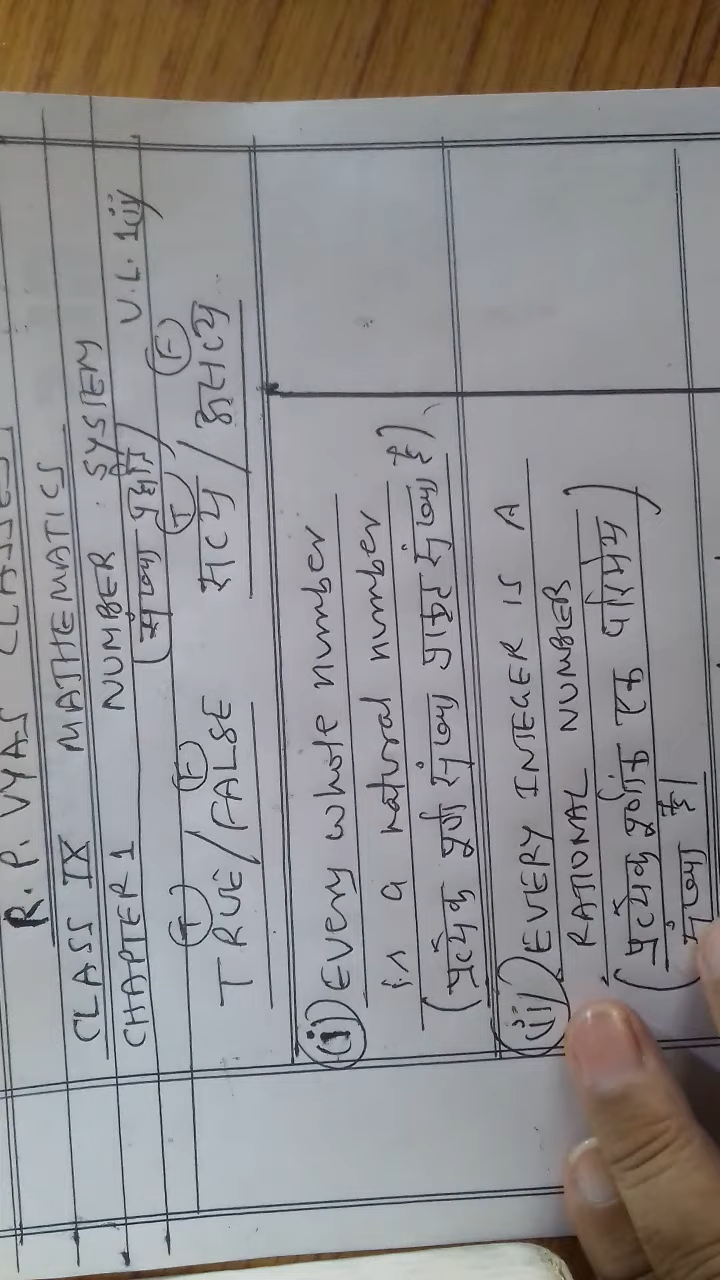 R. P. VYAS CLASSES
CLASS IX MATHEMATICS
CHAPTER 1 NUMBER SYSTEM
(संख्या पद्धति) V.L. 1(ii)
(T) (F) (T) (F)
TRUE/FALSE सत्य/असत्य
(i) Every whole number
is a natural number
(प्रत्येक पूर्ण संख्या प्राकृत संख्या है).
(ii) EVERY INTEGER IS A
RATIONAL NUMBER
(प्रत्येक पूर्णांक एक परिमेय)
संख्या है।